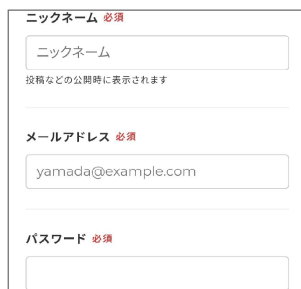 ニックネーム 必須
ニックネーム
投稿などの公開時に表示されます
メールアドレス 必須
yamada@example.com
パスワード 必須